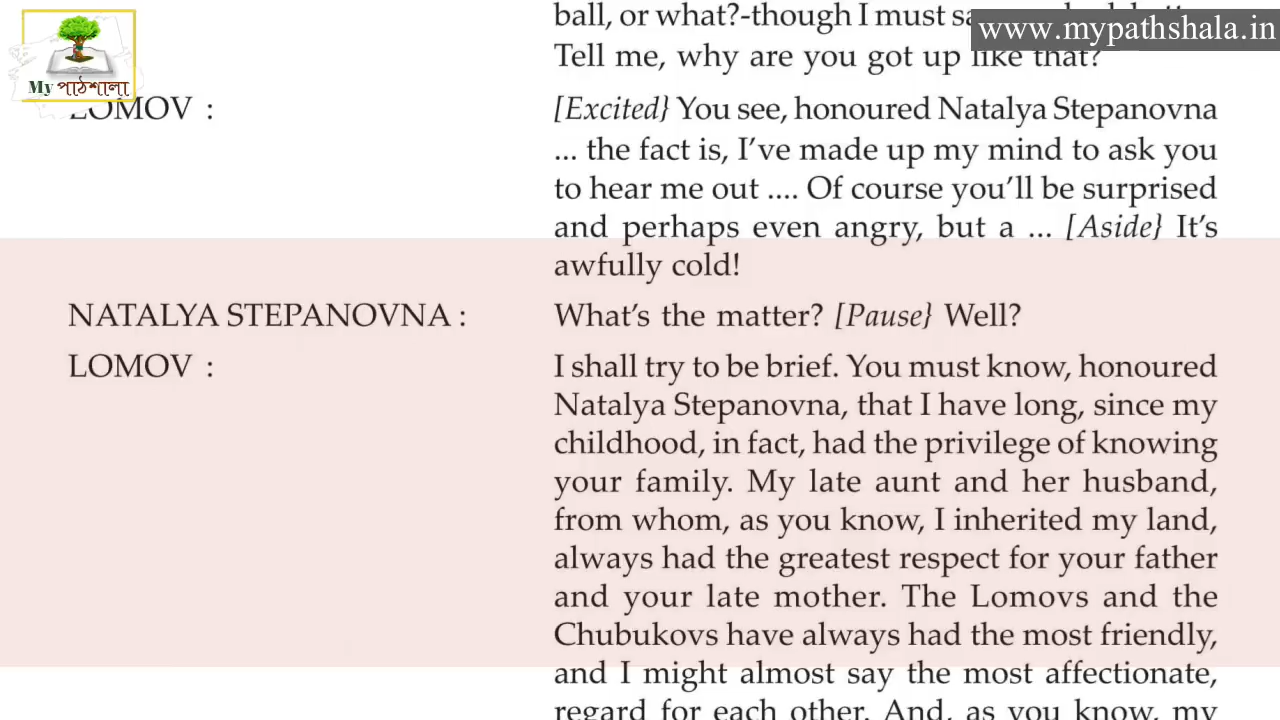 ball, or what?-though I must
www.mypathshala.in
Tell me, why are you got up like that?
My পাঠশালা
LOMOV : [Excited} You see, honoured Natalya Stepanovna
... the fact is, I've made up my mind to ask you
to hear me out .... Of course you'll be surprised
and perhaps even angry, but a ... [Aside} It's
awfully cold!
NATALYA STEPANOVNA : What's the matter? [Pause} Well?
LOMOV : I shall try to be brief. You must know, honoured
Natalya Stepanovna, that I have long, since my
childhood, in fact, had the privilege of knowing
your family. My late aunt and her husband,
from whom, as you know, I inherited my land,
always had the greatest respect for your father
and your late mother. The Lomovs and the
Chubukovs have always had the most friendly,
and I might almost say the most affectionate,
regard for each other. And, as you know, my